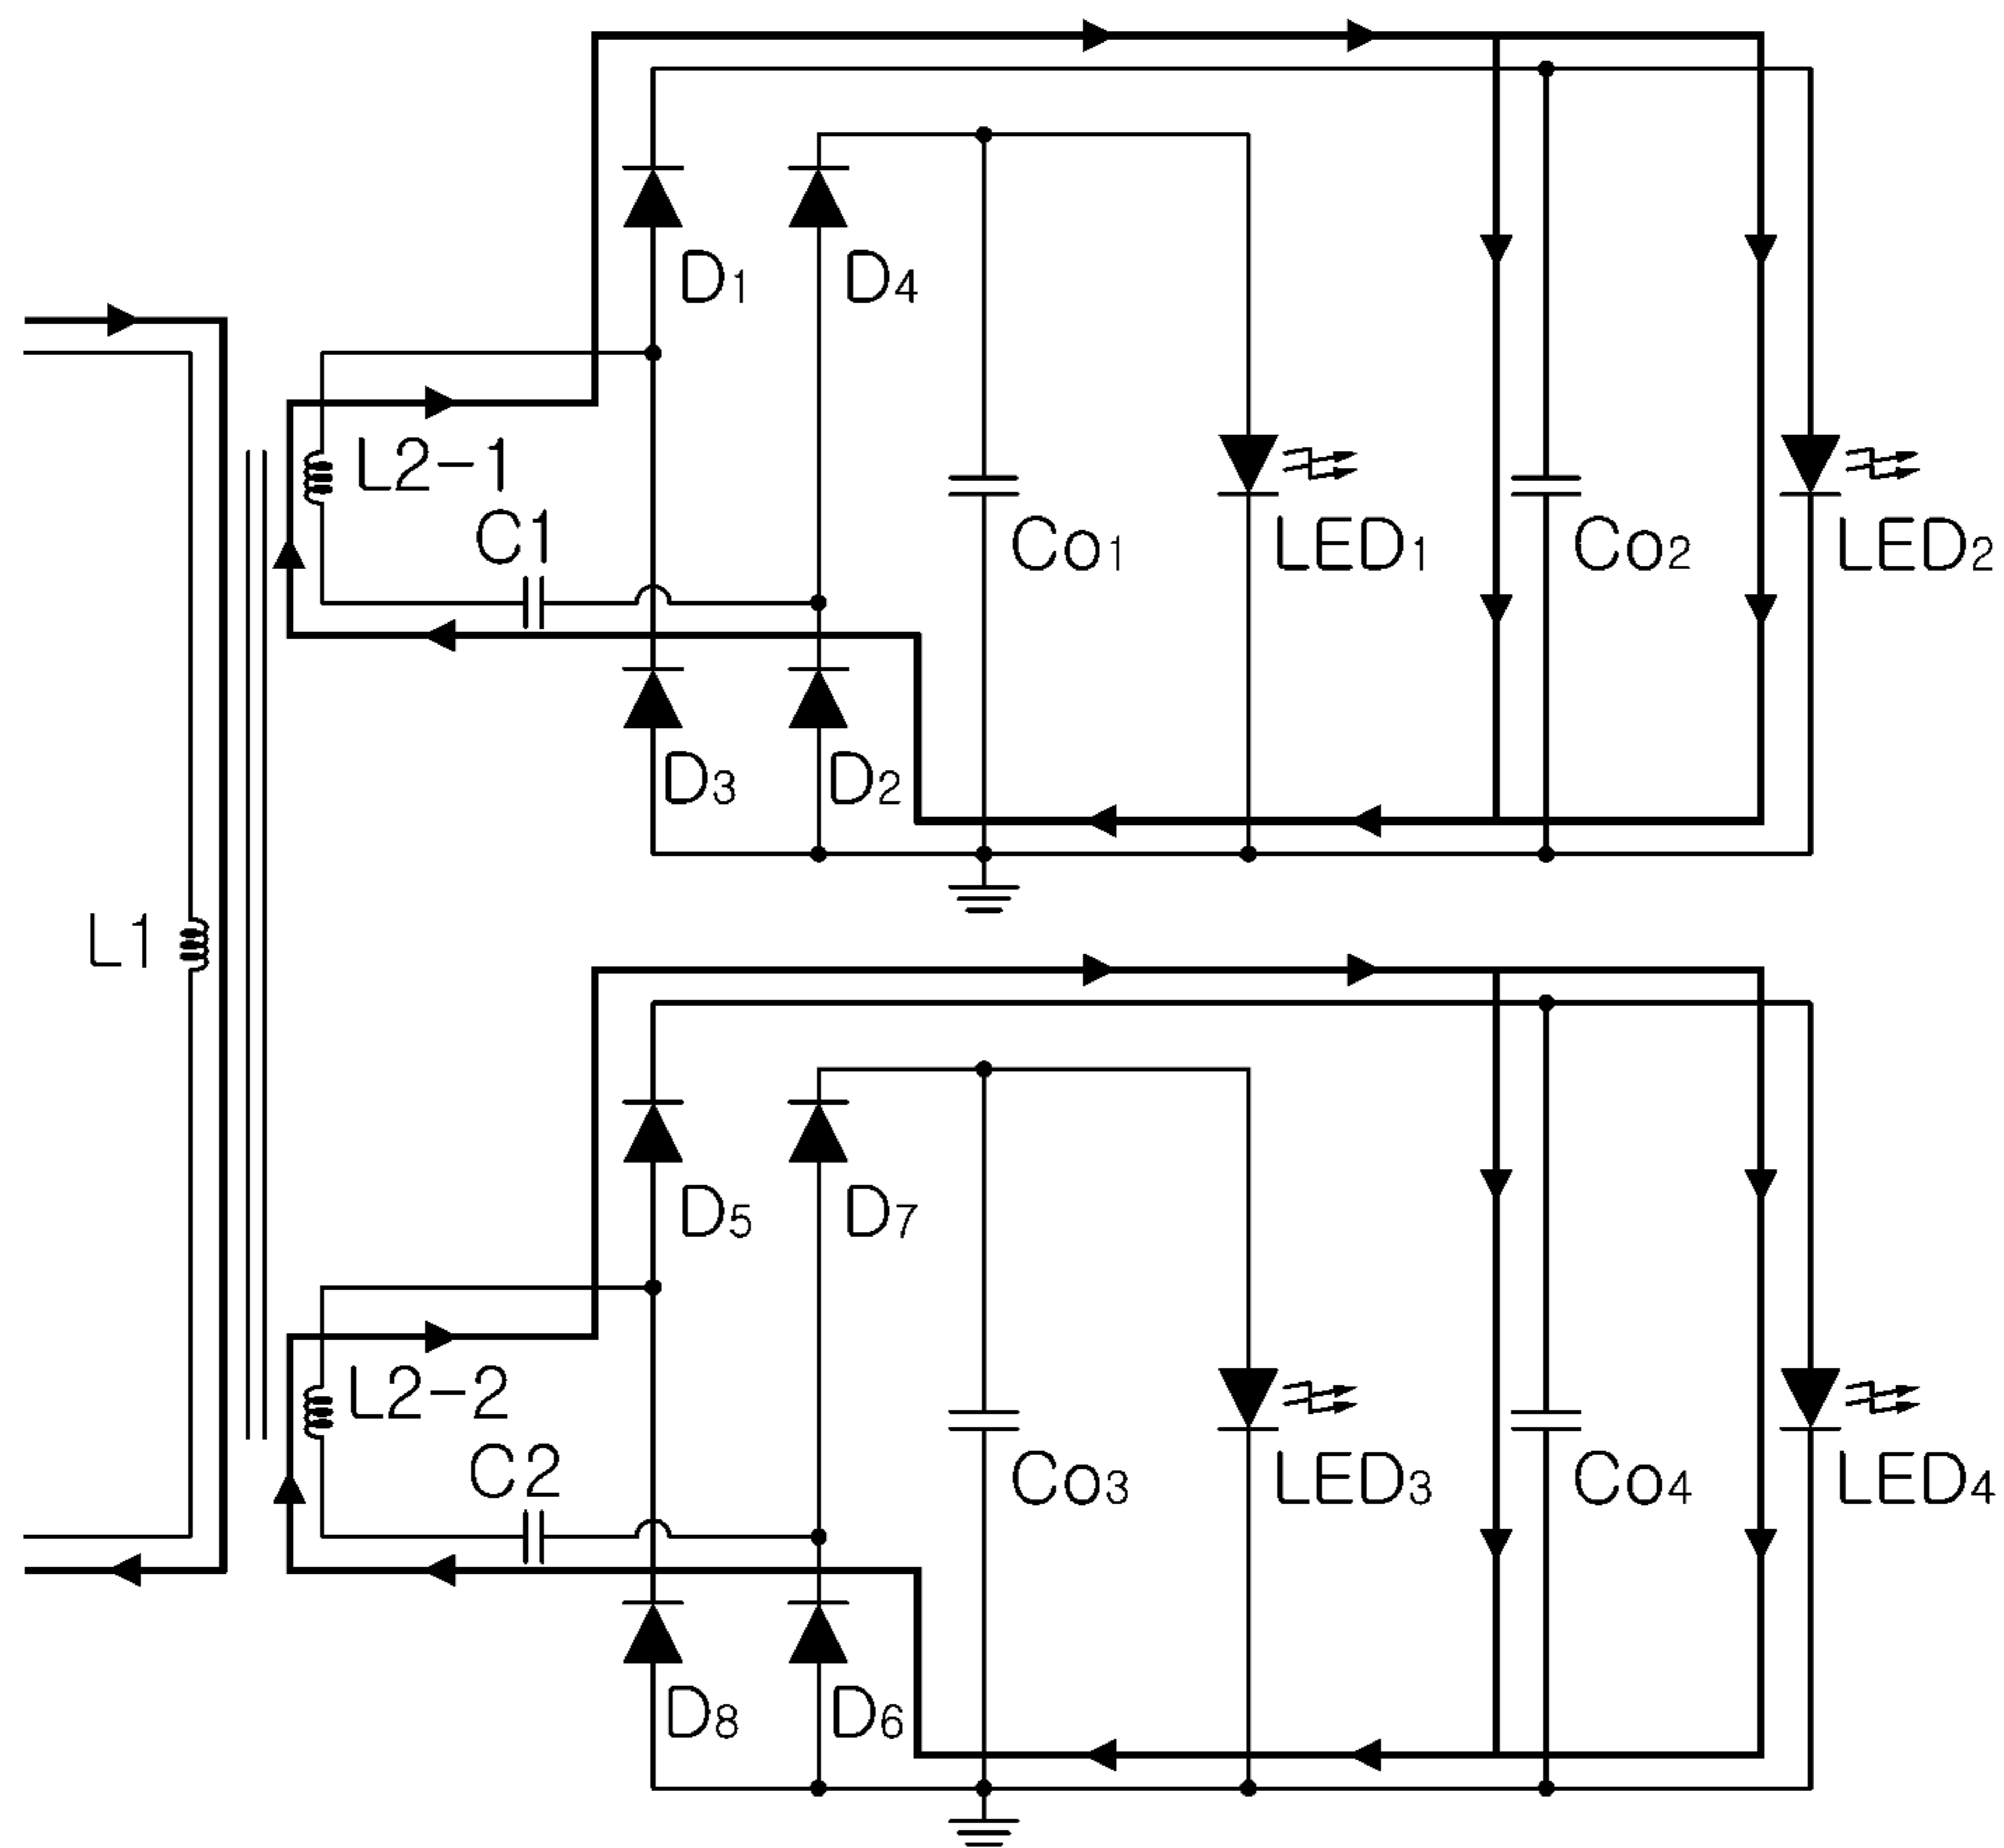 D1 D4
L2-1
C1
Co1 LED1 Co2 LED2
D3 D2
L1
D5 D7
L2-2
C2
Co3 LED3 Co4 LED4
D8 D6